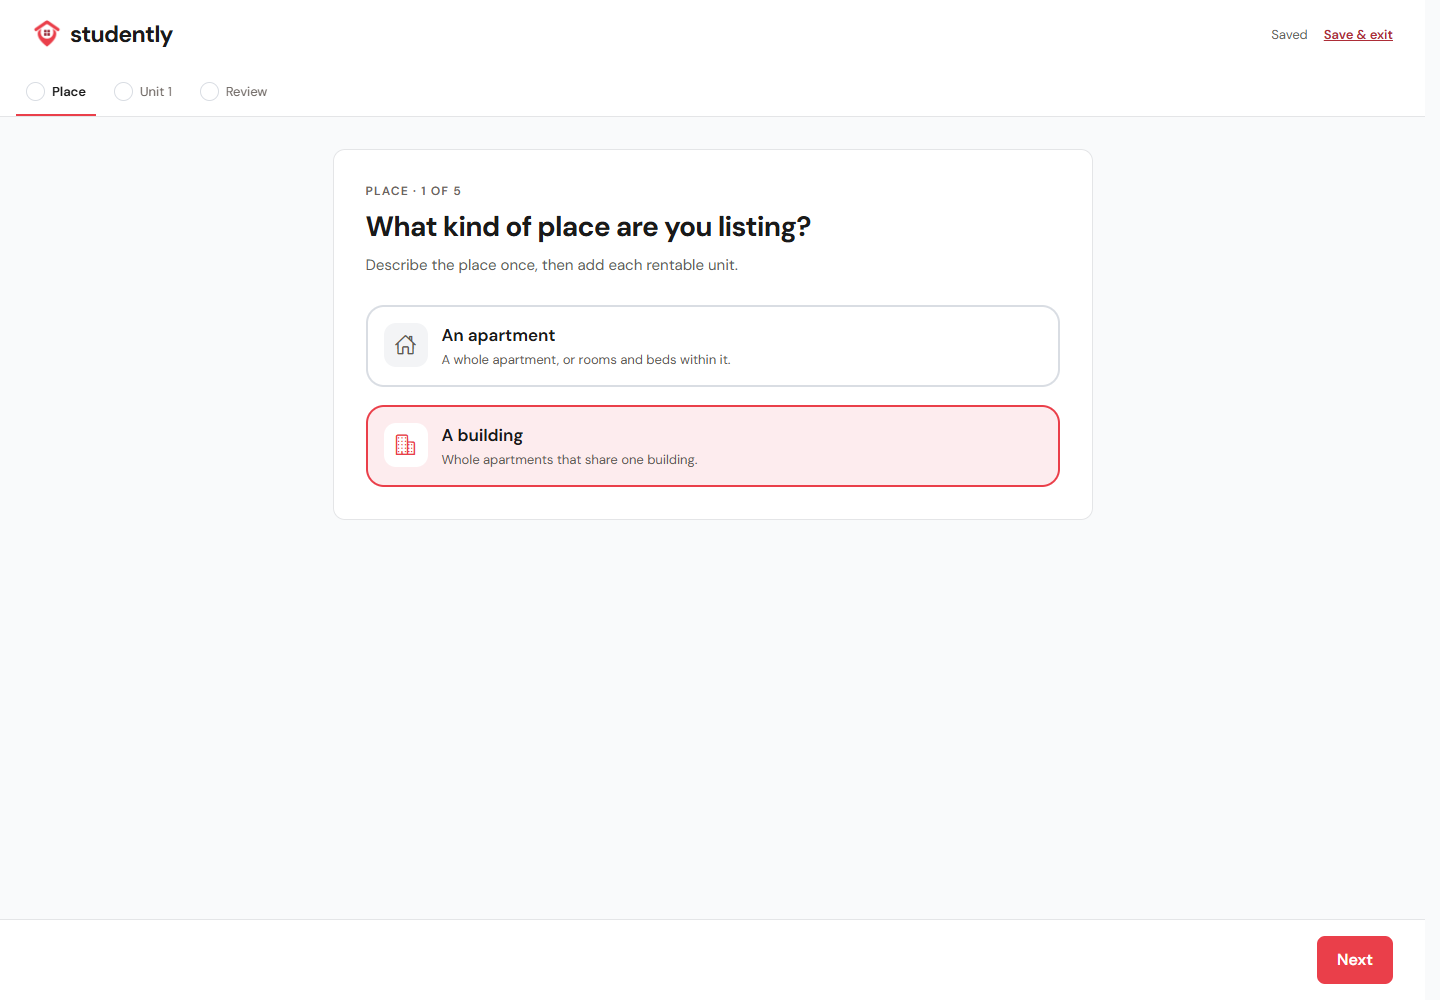 studently
Saved
Save & exit
Place
Unit 1
Review
PLACE · 1 OF 5
What kind of place are you listing?
Describe the place once, then add each rentable unit.
An apartment
A whole apartment, or rooms and beds within it.
A building
Whole apartments that share one building.
Next